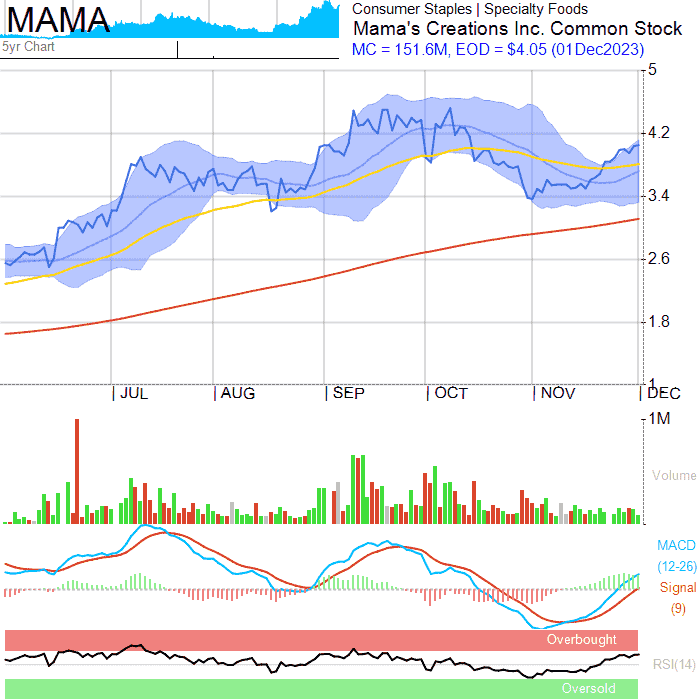 MAMA
5yr Chart
Consumer Staples | Specialty Foods
Mama's Creations Inc. Common Stock
MC = 151.6M, EOD = $4.05 (01Dec2023)
5
4.2
3.4
2.6
1.8
1
JUL AUG SEP OCT NOV DEC
1M
Volume
MACD
(12-26)
Signal
(9)
Overbought
RSI(14)
Oversold